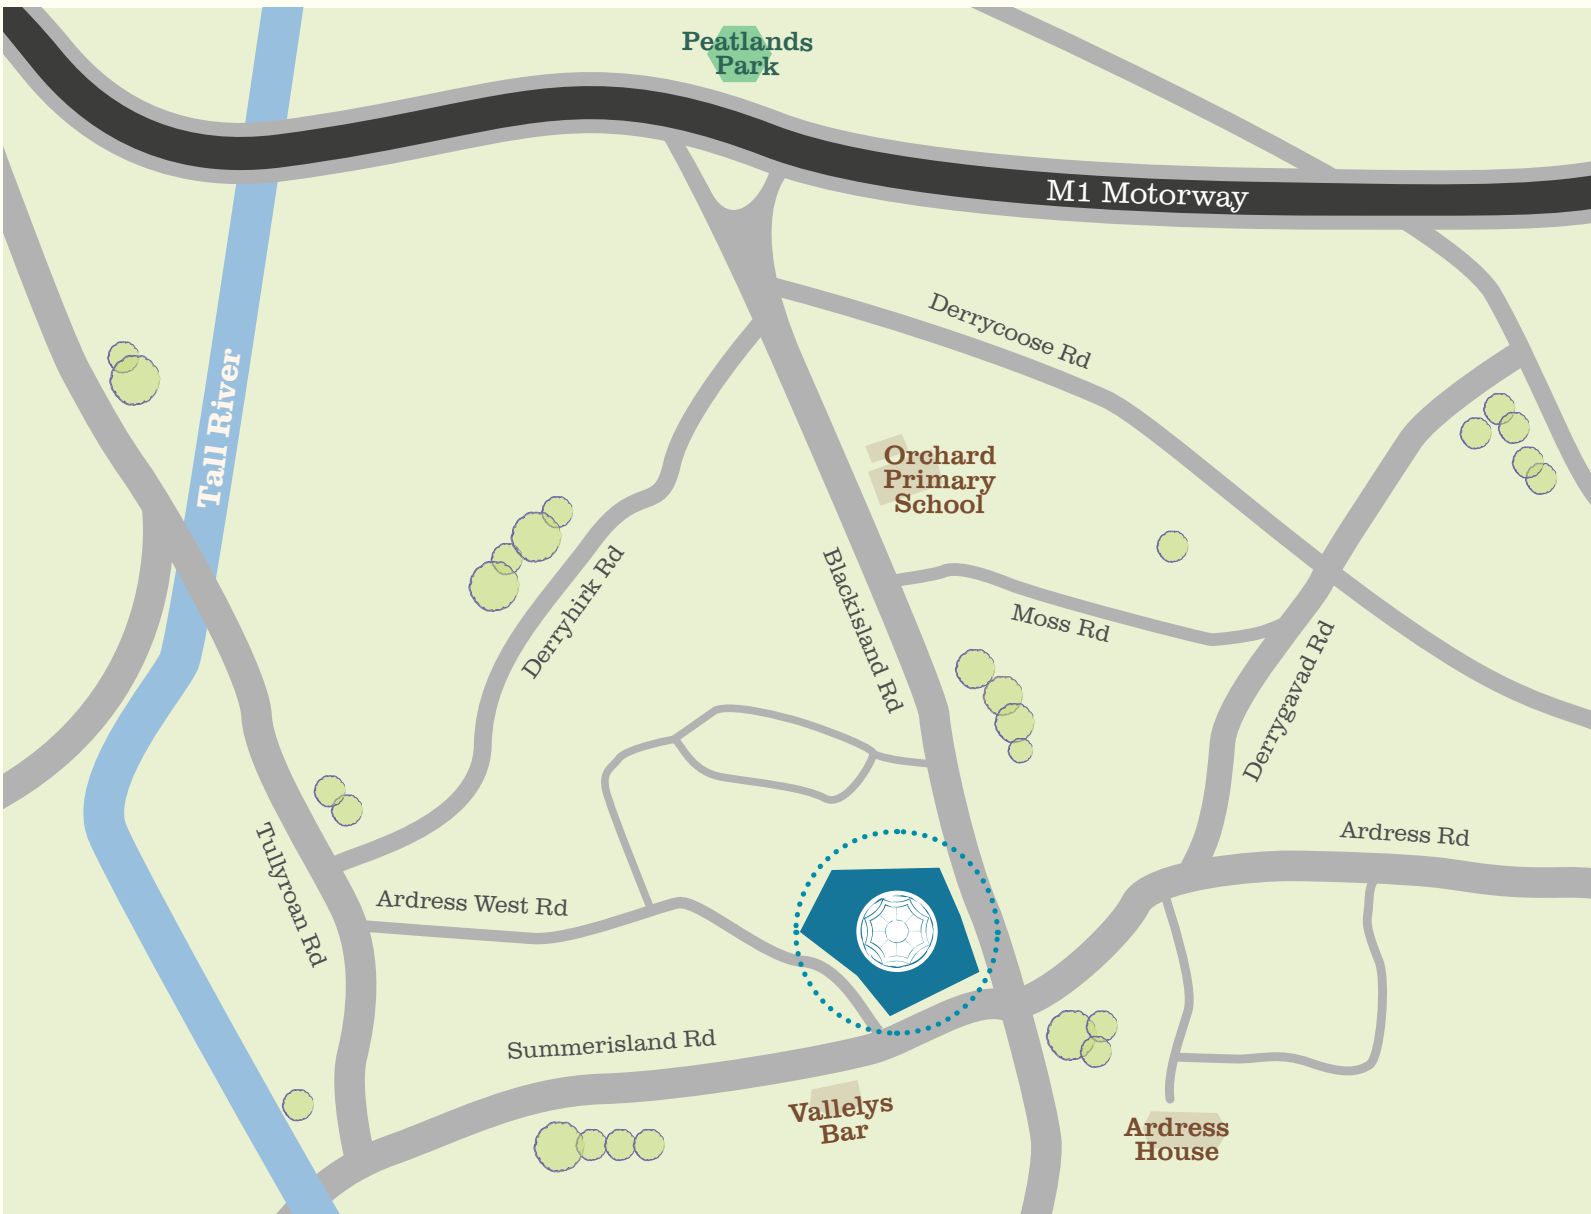 Peatlands
Park
M1 Motorway
Derrycoose Rd
Tall River
Orchard
Primary
School
Derryhirk Rd
Blackisland Rd
Moss Rd
Derrygavad Rd
Ardress Rd
Tullyroan Rd
Ardress West Rd
Summerisland Rd
Vallelys
Bar
Ardress
House